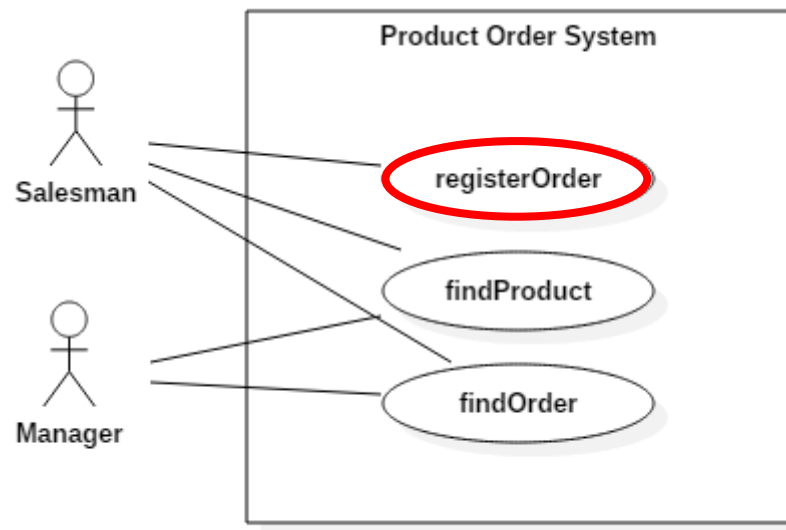 Product Order System
Salesman
registerOrder
findProduct
Manager
findOrder